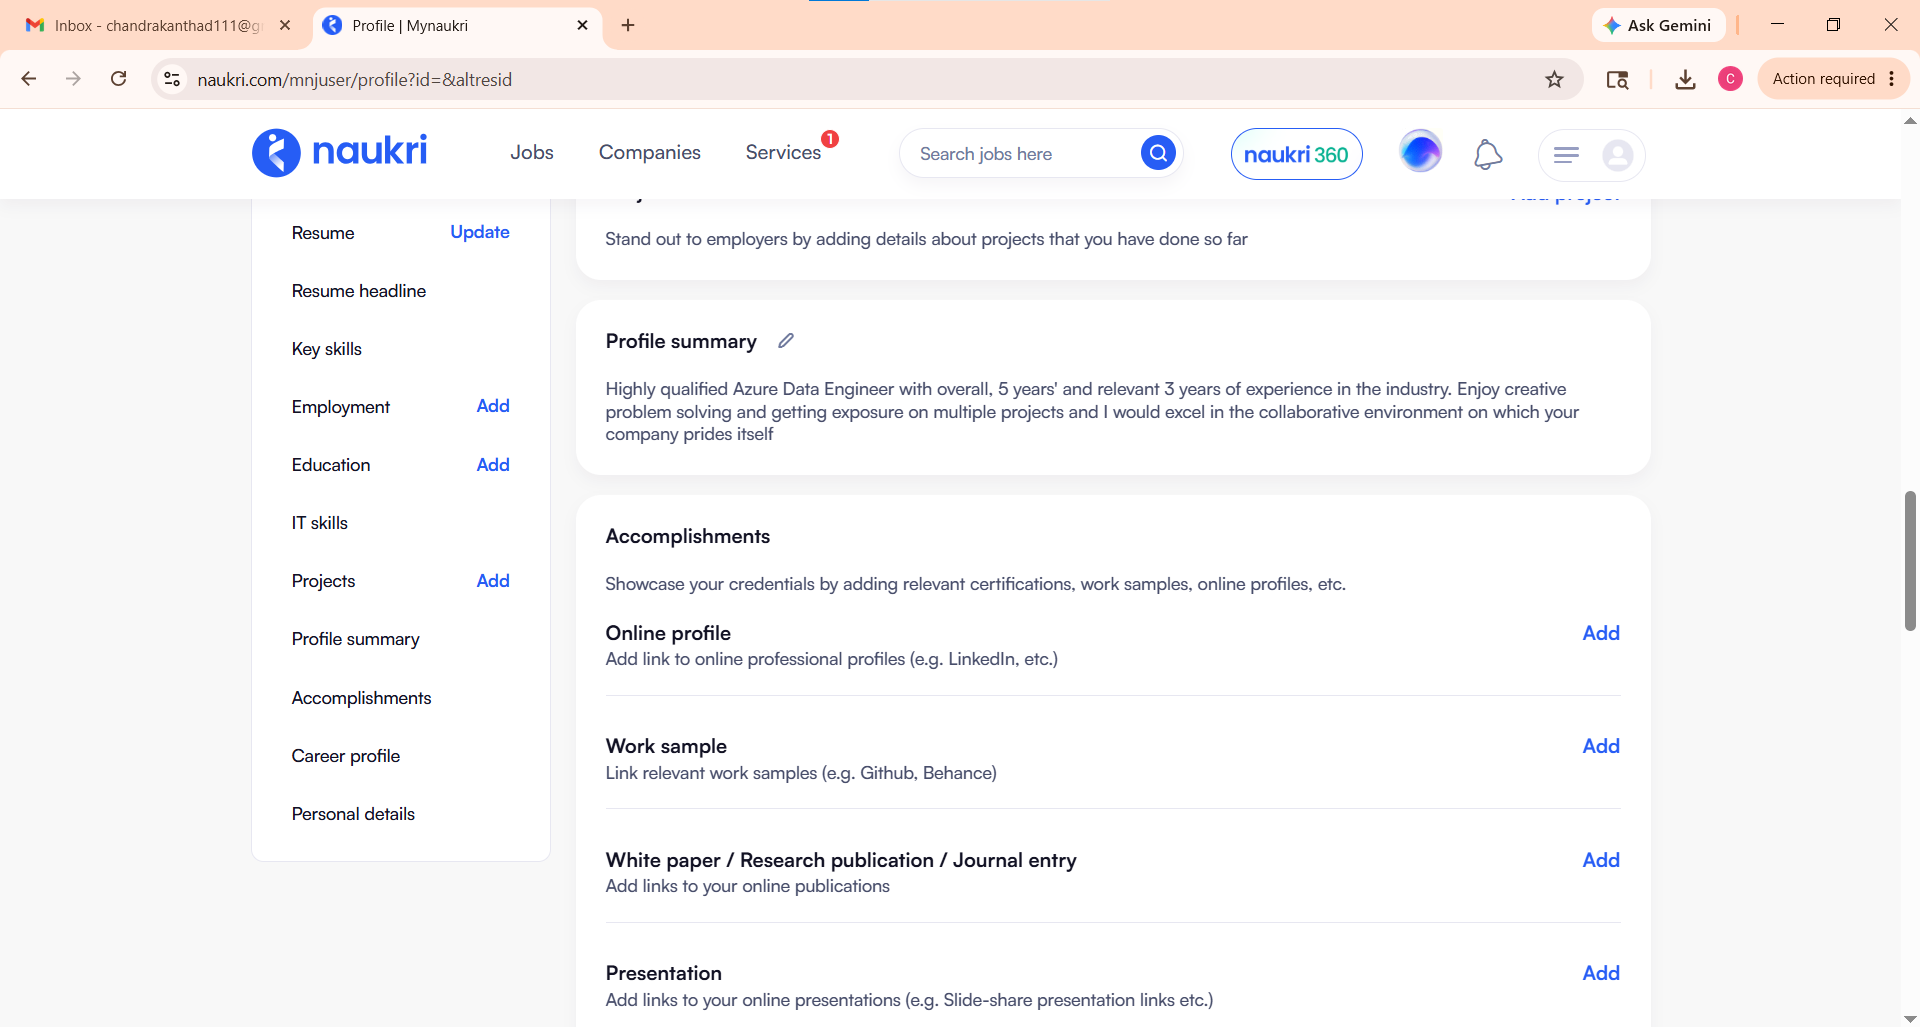 Inbox - chandrakanthad111@g
Profile | Mynaukri
Ask Gemini
naukri.com/mnjuser/profile?id=&altresid
C
Action required
naukri
Jobs
Companies
Services
1
Search jobs here
naukri 360
Resume
Update
Resume headline
Key skills
Employment
Add
Education
Add
IT skills
Projects
Add
Profile summary
Accomplishments
Career profile
Personal details
Add project
Stand out to employers by adding details about projects that you have done so far
Profile summary
Highly qualified Azure Data Engineer with overall, 5 years' and relevant 3 years of experience in the industry. Enjoy creative
problem solving and getting exposure on multiple projects and I would excel in the collaborative environment on which your
company prides itself
Accomplishments
Showcase your credentials by adding relevant certifications, work samples, online profiles, etc.
Online profile
Add
Add link to online professional profiles (e.g. LinkedIn, etc.)
Work sample
Add
Link relevant work samples (e.g. Github, Behance)
White paper / Research publication / Journal entry
Add
Add links to your online publications
Presentation
Add
Add links to your online presentations (e.g. Slide-share presentation links etc.)